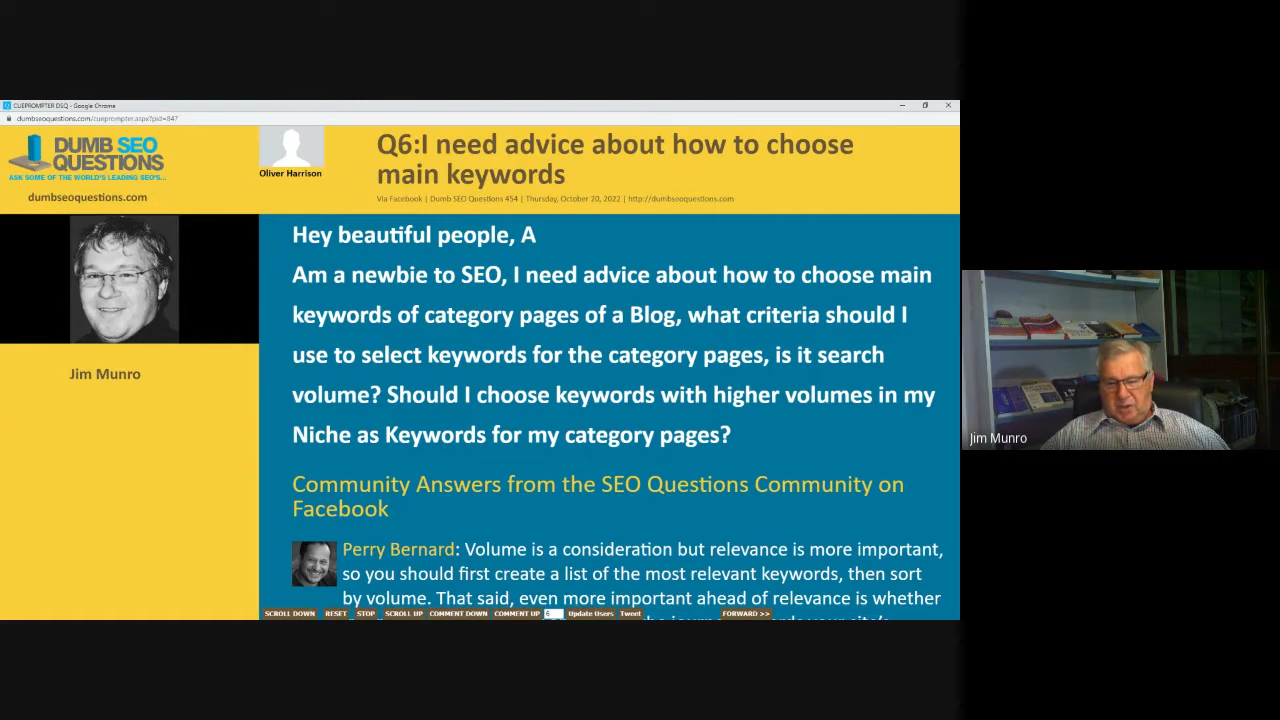 CUEPROMPTER DSQ - Google Chrome
dumbseoquestions.com/cueprompter.aspx?pid=847
DUMB SEO
QUESTIONS
ASK SOME OF THE WORLD'S LEADING SEO'S...
dumbseoquestions.com
Oliver Harrison
Q6:I need advice about how to choose
main keywords
Via Facebook | Dumb SEO Questions 454 | Thursday, October 20, 2022 | http://dumbseoquestions.com
Jim Munro
Hey beautiful people, A
Am a newbie to SEO, I need advice about how to choose main
keywords of category pages of a Blog, what criteria should I
use to select keywords for the category pages, is it search
volume? Should I choose keywords with higher volumes in my
Niche as Keywords for my category pages?
Community Answers from the SEO Questions Community on
Facebook
Perry Bernard: Volume is a consideration but relevance is more important,
so you should first create a list of the most relevant keywords, then sort
by volume. That said, even more important ahead of relevance is whether
SCROLL DOWN RESET STOP SCROLL UP COMMENT DOWN COMMENT UP 6 Update Users Tweet FORWARD >>
Jim Munro